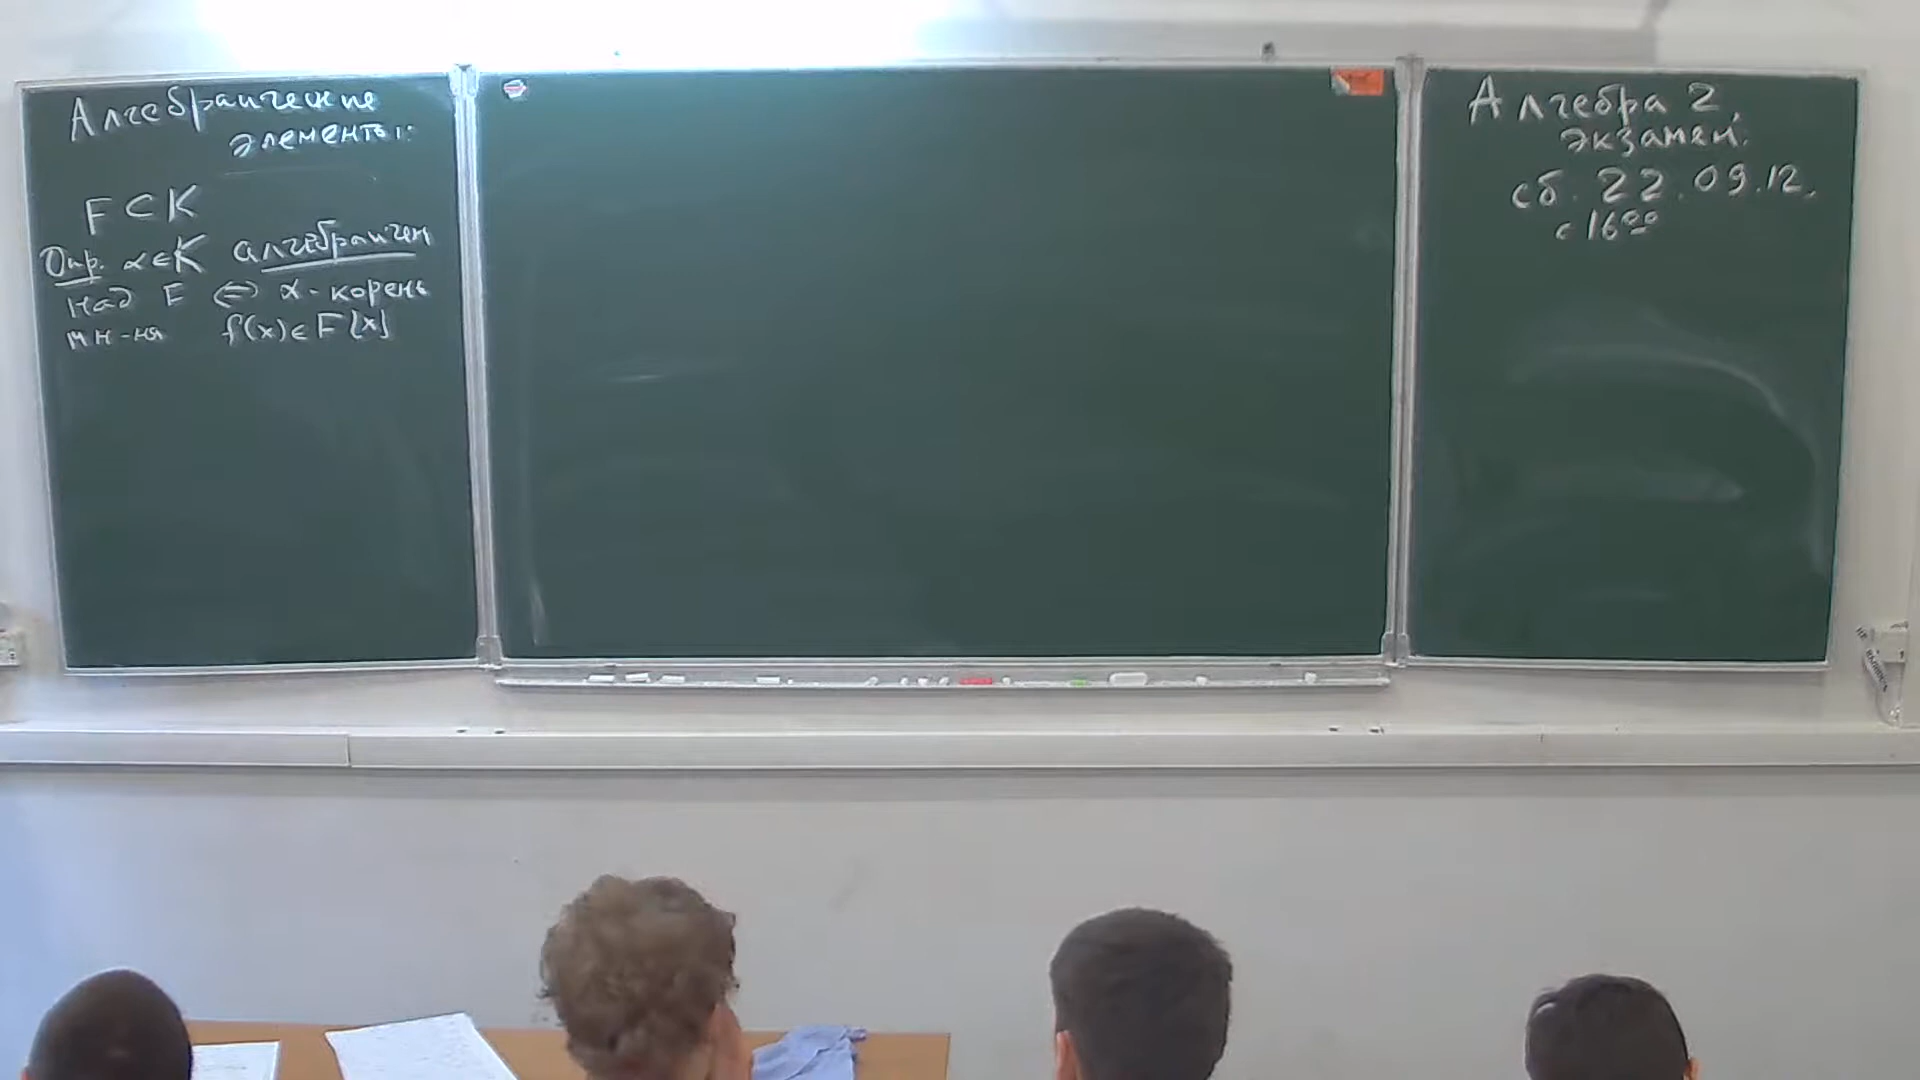 Алгебраические
элементы:
F ⊂ K
Опр. α ∈ K алгебраичен
над F ⇔ α - корень
мн-на f(x) ∈ F[x]
Алгебра 2,
экзамен:
сб. 22.09.12,
с 16⁰⁰